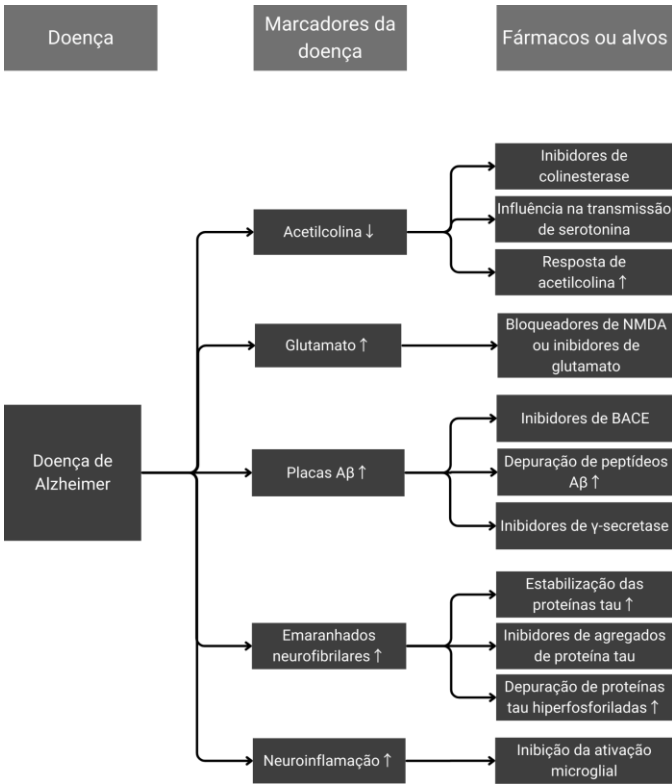 Doença
Marcadores da
doença
Fármacos ou alvos
Doença de
Alzheimer
Acetilcolina ↓
Inibidores de
colinesterase
Influência na transmissão
de serotonina
Resposta de
acetilcolina ↑
Glutamato ↑
Bloqueadores de NMDA
ou inibidores de
glutamato
Placas Aβ ↑
Inibidores de BACE
Depuração de peptídeos
Aβ ↑
Inibidores de γ-secretase
Emaranhados
neurofibrilares ↑
Estabilização das
proteínas tau ↑
Inibidores de agregados
de proteína tau
Depuração de proteínas
tau hiperfosforiladas ↑
Neuroinflamação ↑
Inibição da ativação
microglial